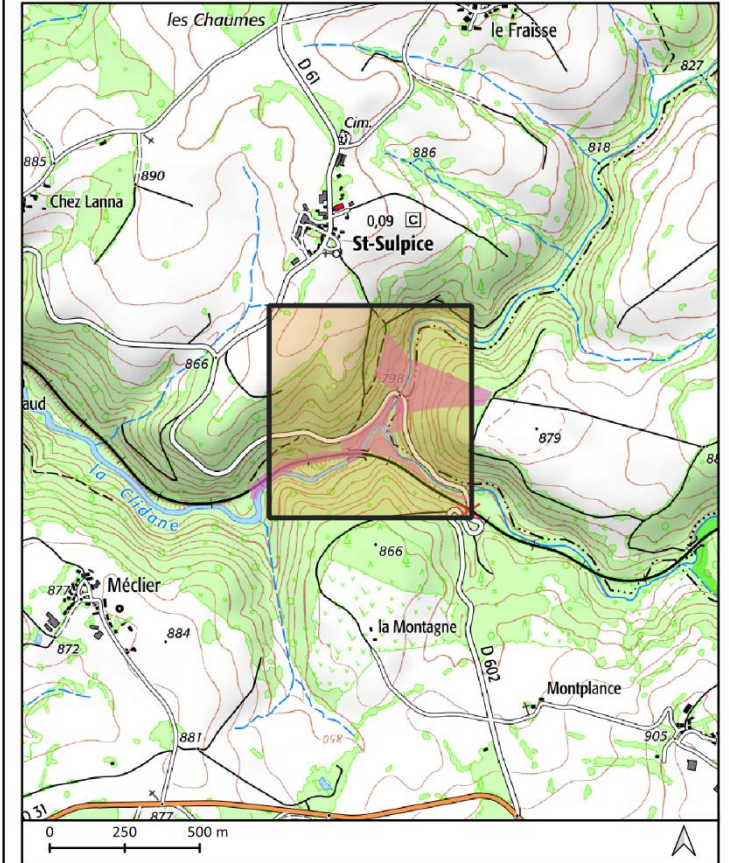 les Chaumes
le Fraisse
D 61
827
Cim.
818
886
885
890
Chez Lanna
0,09 C
St-Sulpice
866
798
aud
879
88
la Clidane
866
877
Méclier
884
la Montagne
872
D 602
Montplance
881
850
905
D 31
877
0 250 500 m